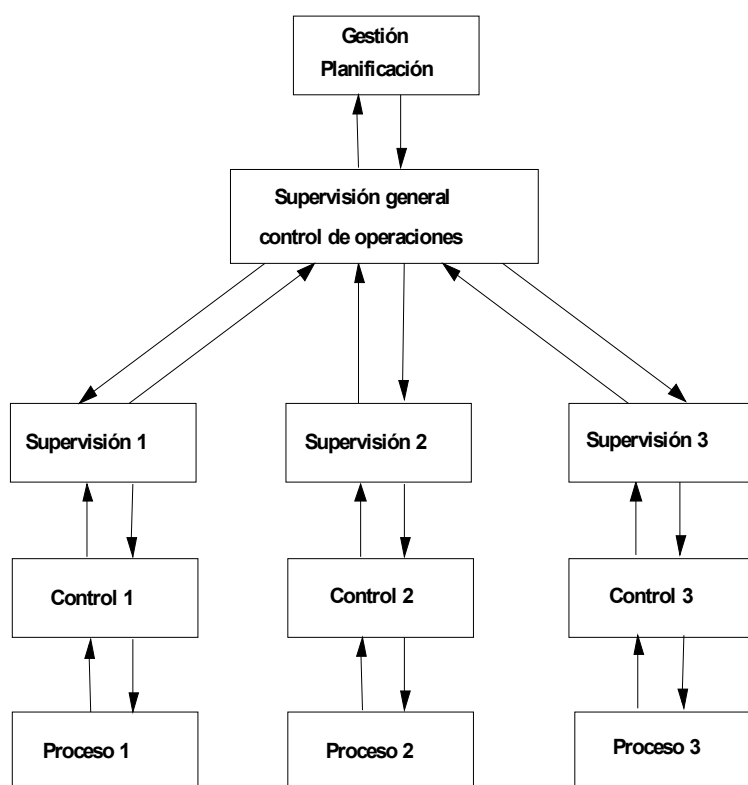 Gestión
Planificación
Supervisión general
control de operaciones
Supervisión 1
Supervisión 2
Supervisión 3
Control 1
Control 2
Control 3
Proceso 1
Proceso 2
Proceso 3